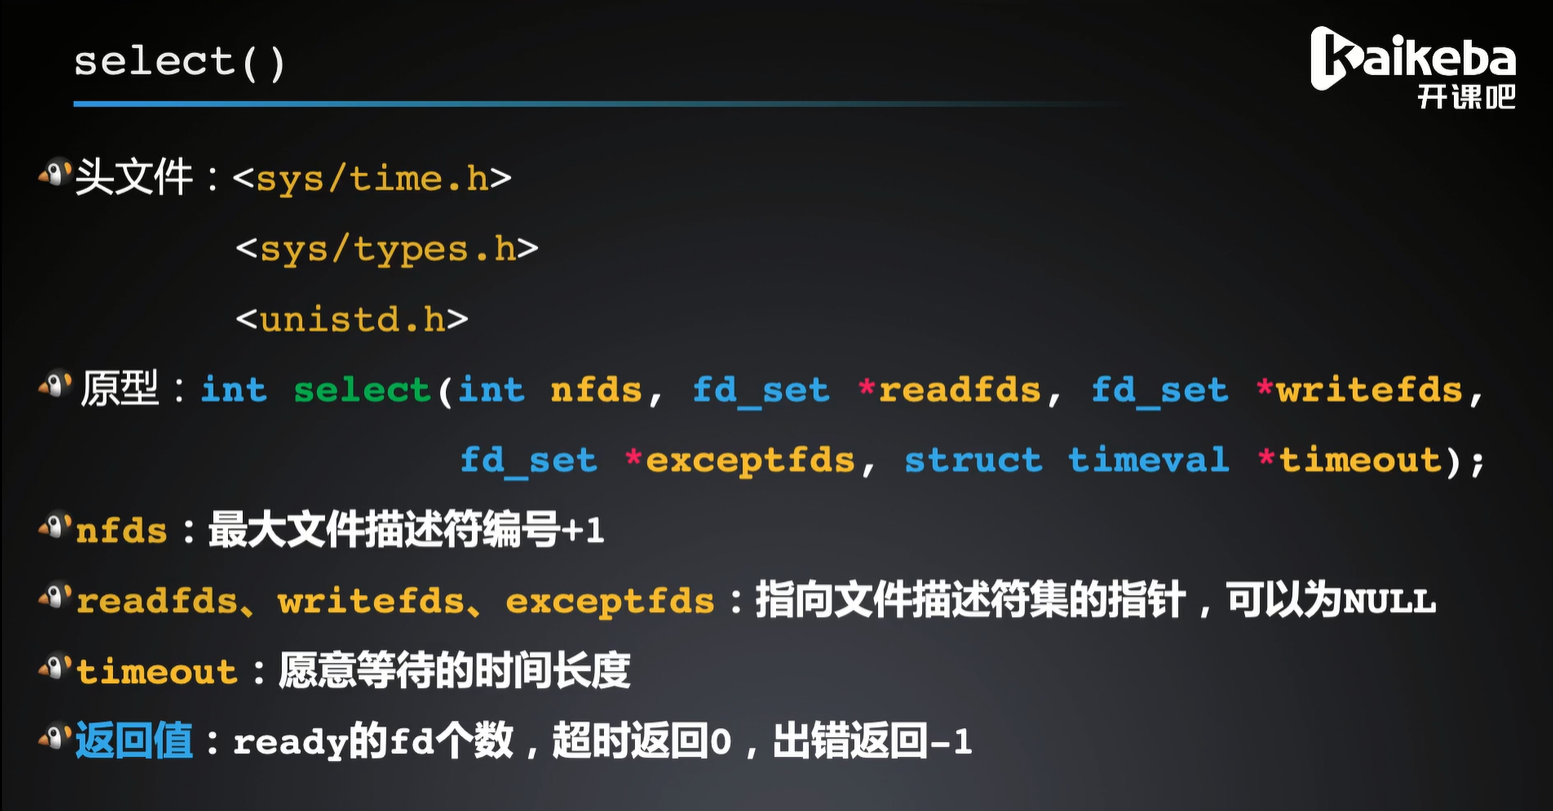 select()
Kaikeba
开课吧
头文件：<sys/time.h>
<sys/types.h>
<unistd.h>
原型：int select(int nfds, fd_set *readfds, fd_set *writefds,
fd_set *exceptfds, struct timeval *timeout);
nfds：最大文件描述符编号+1
readfds、writefds、exceptfds：指向文件描述符集的指针，可以为NULL
timeout：愿意等待的时间长度
返回值：ready的fd个数，超时返回0，出错返回-1